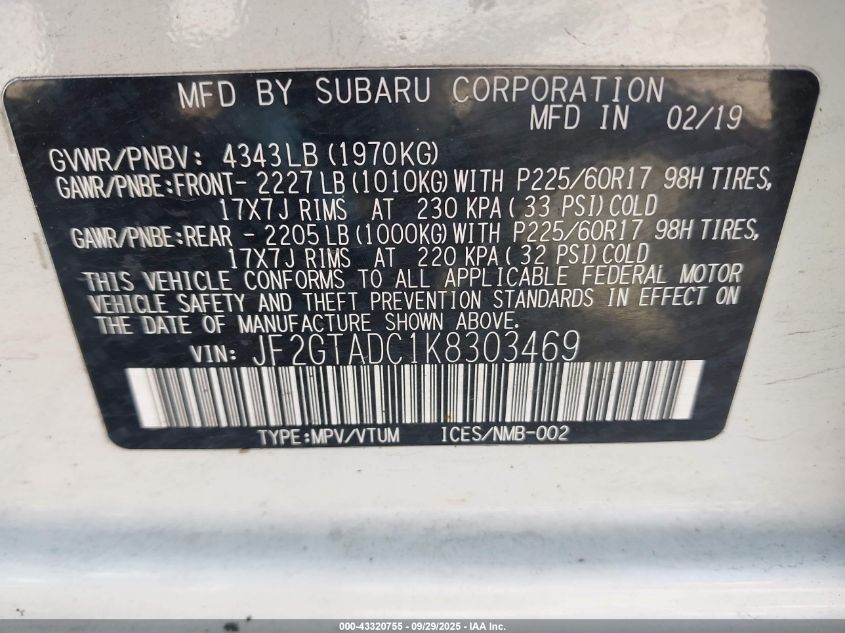 MFD BY SUBARU CORPORATION
MFD IN 02/19
GVWR/PNBV: 4343LB (1970KG)
GAWR/PNBE:FRONT- 2227LB (1010KG) WITH P225/60R17 98H TIRES,
17X7J RIMS AT 230 KPA ( 33 PSI) COLD
GAWR/PNBE:REAR - 2205LB (1000KG) WITH P225/60R17 98H TIRES,
17X7J RIMS AT 220 KPA ( 32 PSI) COLD
THIS VEHICLE CONFORMS TO ALL APPLICABLE FEDERAL MOTOR
VEHICLE SAFETY AND THEFT PREVENTION STANDARDS IN EFFECT ON
THE DATE OF MANUFACTURE SHOWN ABOVE.
VIN: JF2GTADC1K8303469
TYPE:MPV/VTUM ICES/NMB-002
000-43320755 - 09/29/2025 - IAA Inc.